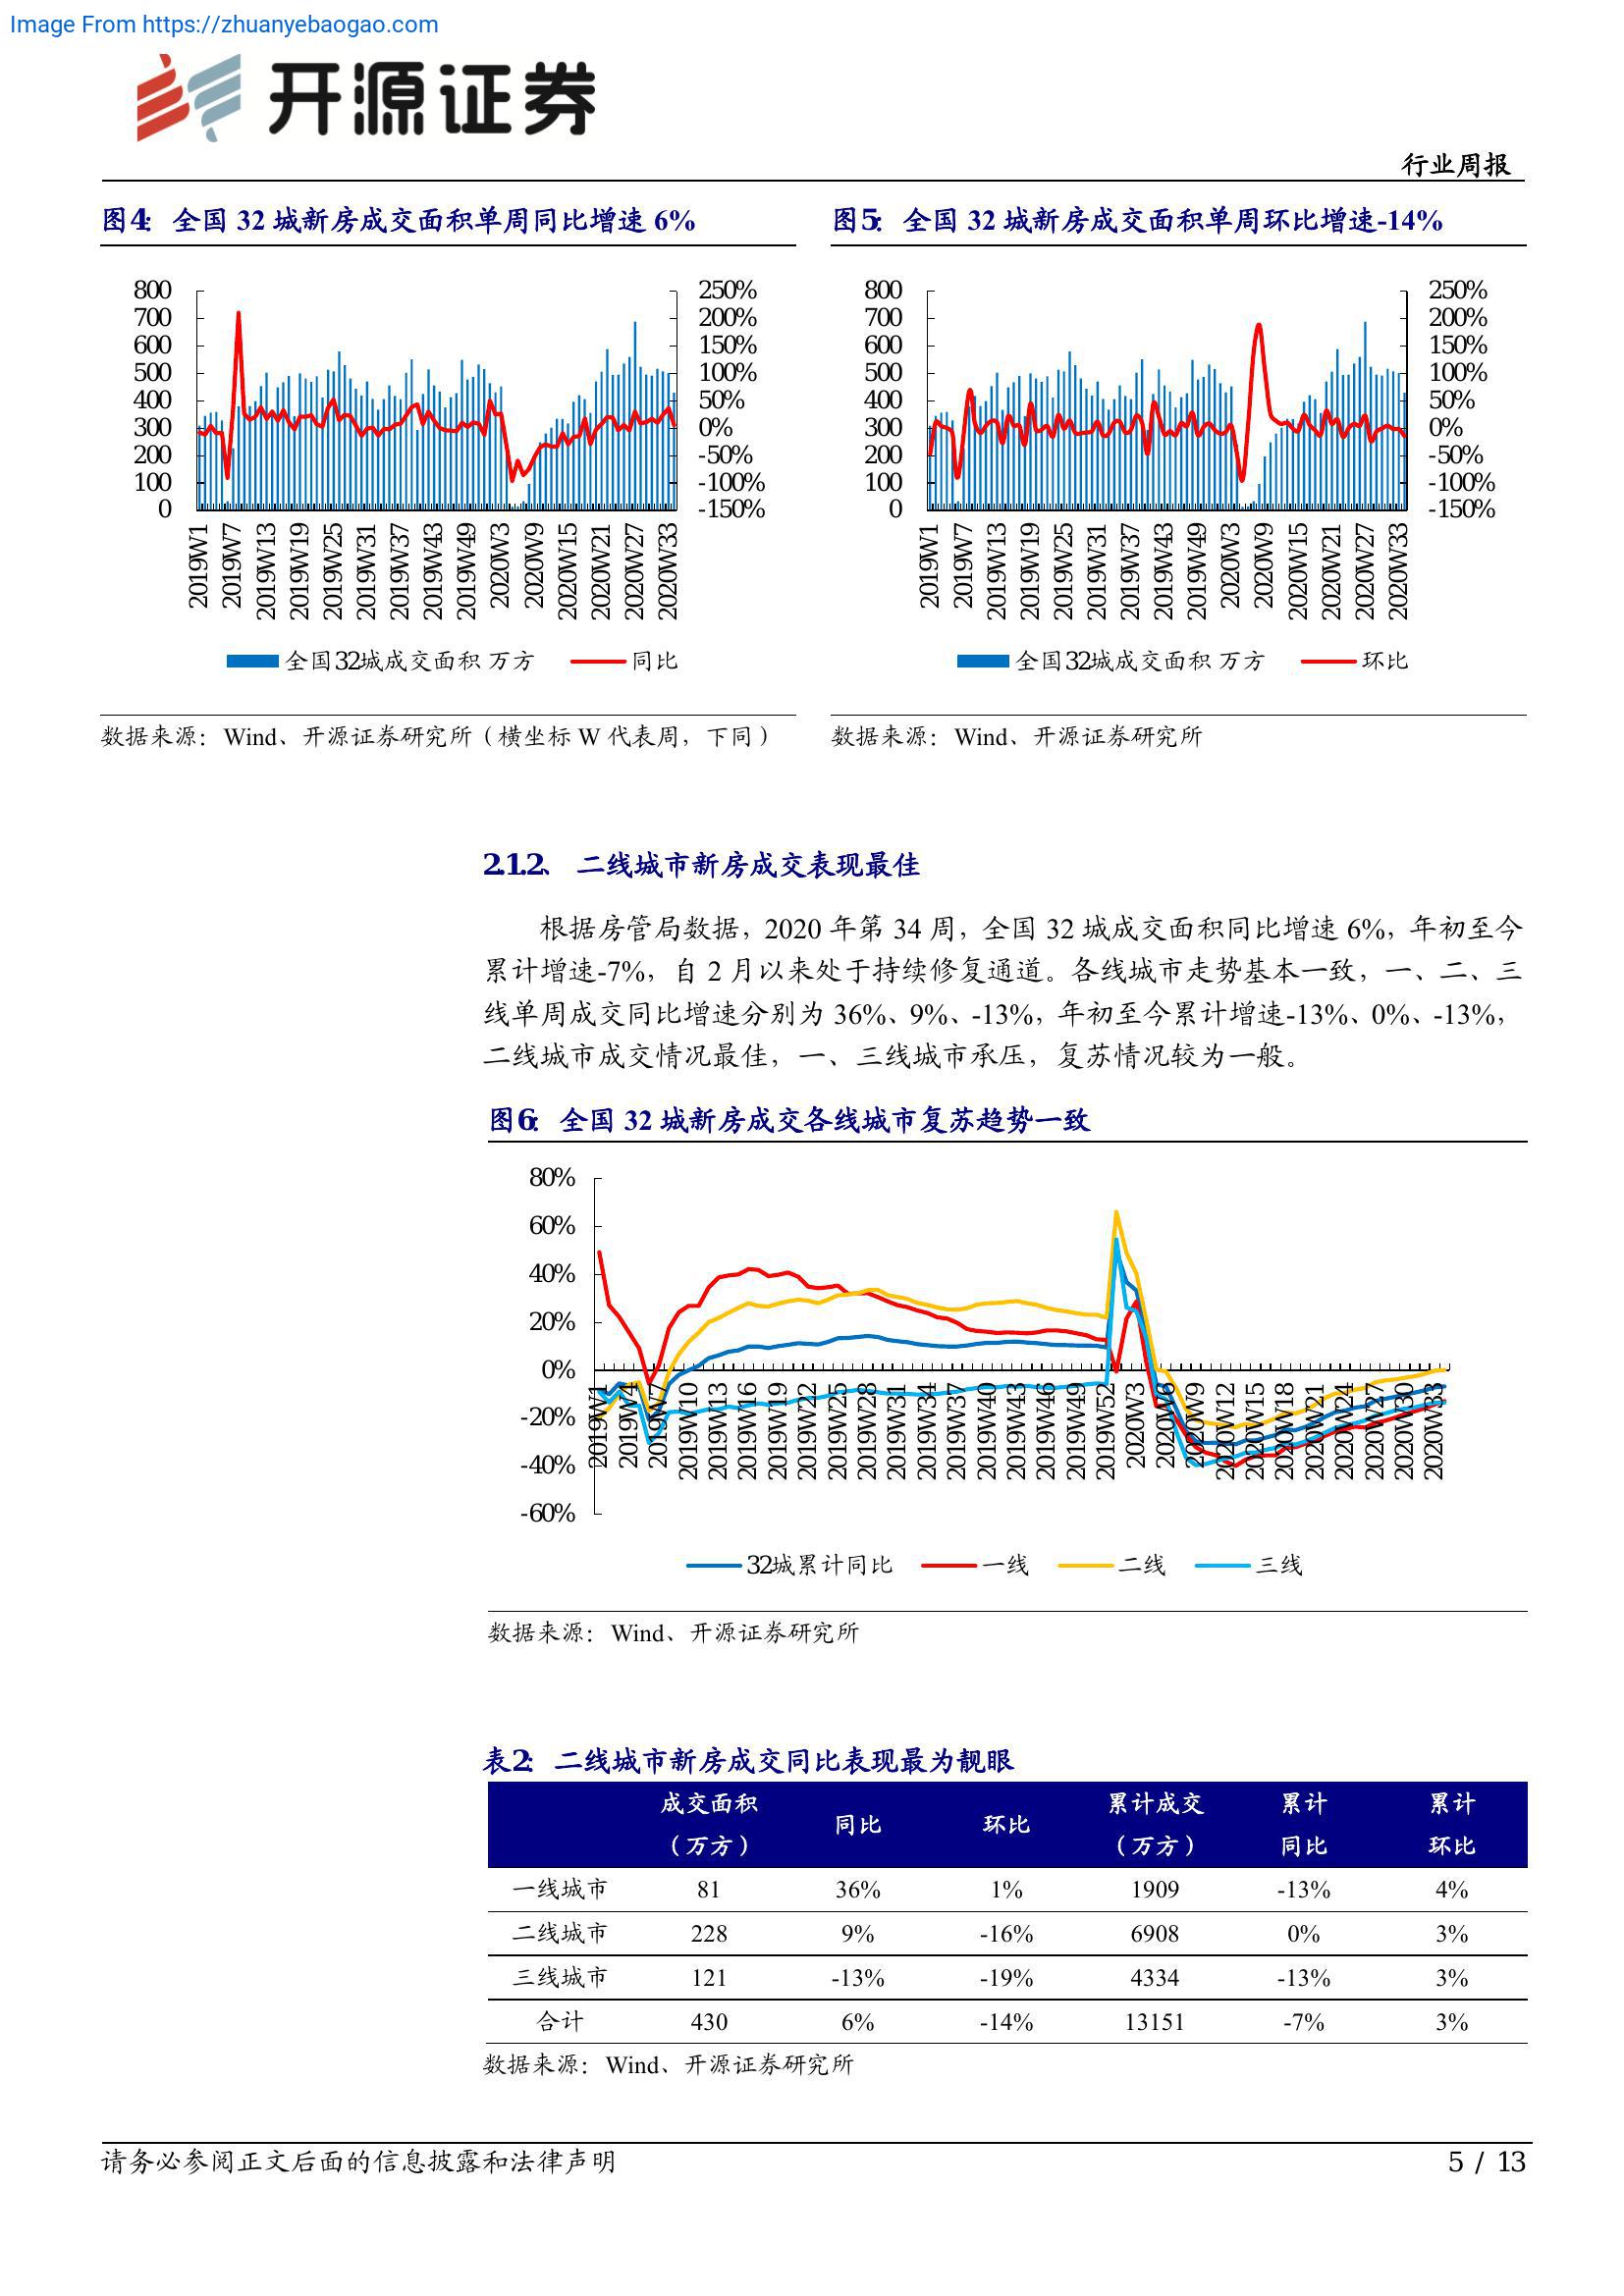 Image From https://zhuanyebaogao.com
开源证券
行业周报
图4： 全国 32 城新房成交面积单周同比增速 6%
800
700
600
500
400
300
200
100
0
250%
200%
150%
100%
50%
0%
-50%
-100%
-150%
2019W1
2019W7
2019W13
2019W19
2019W25
2019W31
2019W37
2019W43
2019W49
2020W3
2020W9
2020W15
2020W21
2020W27
2020W33
全国32城成交面积 万方 同比
数据来源：Wind、开源证券研究所（横坐标 W 代表周，下同）
图5： 全国 32 城新房成交面积单周环比增速-14%
800
700
600
500
400
300
200
100
0
250%
200%
150%
100%
50%
0%
-50%
-100%
-150%
2019W1
2019W7
2019W13
2019W19
2019W25
2019W31
2019W37
2019W43
2019W49
2020W3
2020W9
2020W15
2020W21
2020W27
2020W33
全国32城成交面积 万方 环比
数据来源：Wind、开源证券研究所
2.1.2、 二线城市新房成交表现最佳
根据房管局数据，2020 年第 34 周，全国 32 城成交面积同比增速 6%，年初至今
累计增速-7%，自 2 月以来处于持续修复通道。各线城市走势基本一致，一、二、三
线单周成交同比增速分别为 36%、9%、-13%，年初至今累计增速-13%、0%、-13%，
二线城市成交情况最佳，一、三线城市承压，复苏情况较为一般。
图6： 全国 32 城新房成交各线城市复苏趋势一致
80%
60%
40%
20%
0%
-20%
-40%
-60%
2019W1
2019W4
2019W7
2019W10
2019W13
2019W16
2019W19
2019W22
2019W25
2019W28
2019W31
2019W34
2019W37
2019W40
2019W43
2019W46
2019W49
2019W52
2020W3
2020W6
2020W9
2020W12
2020W15
2020W18
2020W21
2020W24
2020W27
2020W30
2020W33
32城累计同比 一线 二线 三线
数据来源：Wind、开源证券研究所
表2： 二线城市新房成交同比表现最为靓眼
成交面积（万方） 同比 环比 累计成交（万方） 累计同比 累计环比
一线城市 81 36% 1% 1909 -13% 4%
二线城市 228 9% -16% 6908 0% 3%
三线城市 121 -13% -19% 4334 -13% 3%
合计 430 6% -14% 13151 -7% 3%
数据来源：Wind、开源证券研究所
请务必参阅正文后面的信息披露和法律声明
5 / 13